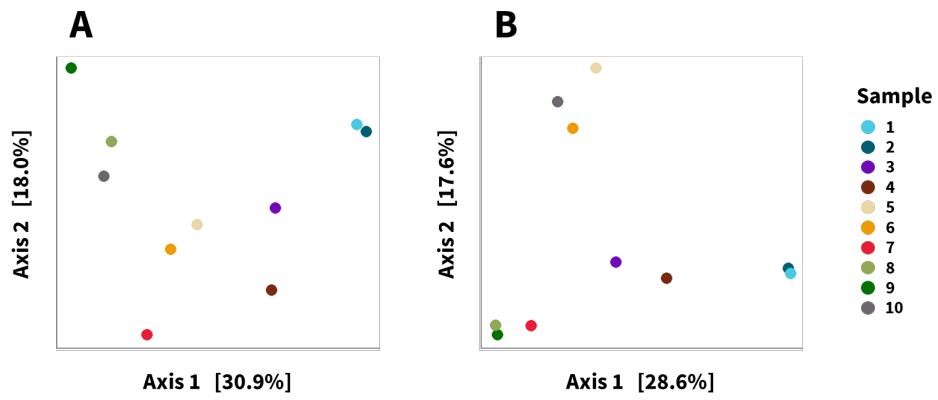 A
B
Axis 2 [18.0%]
Axis 1 [30.9%]
Axis 2 [17.6%]
Axis 1 [28.6%]
Sample
1
2
3
4
5
6
7
8
9
10